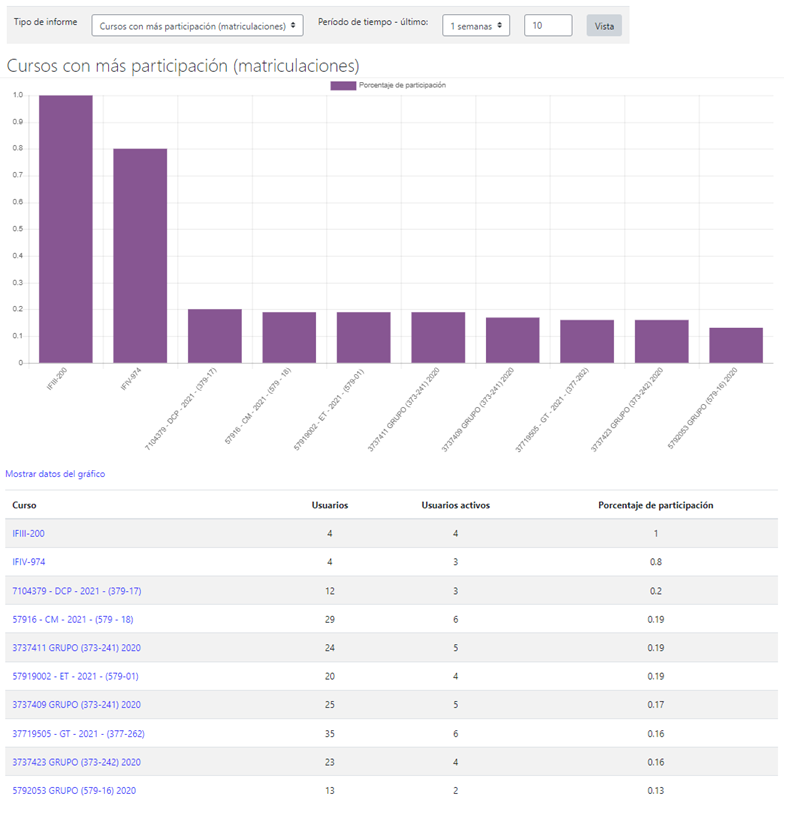 Tipo de informe
Cursos con más participación (matriculaciones)
Período de tiempo - último:
1 semanas
10
Vista
Cursos con más participación (matriculaciones)
Porcentaje de participación
1.0
0.9
0.8
0.7
0.6
0.5
0.4
0.3
0.2
0.1
0
IFIII-200
IFIV-974
7104379 - DCP - 2021 - (379-17)
57916 - CM - 2021 - (579 - 18)
57919002 - ET - 2021 - (579-01)
3737411 GRUPO (373-241) 2020
3737409 GRUPO (373-241) 2020
37719505 - GT - 2021 - (377-262)
3737423 GRUPO (373-242) 2020
5792053 GRUPO (579-16) 2020
Mostrar datos del gráfico
Curso Usuarios Usuarios activos Porcentaje de participación
IFIII-200 4 4 1
IFIV-974 4 3 0.8
7104379 - DCP - 2021 - (379-17) 12 3 0.2
57916 - CM - 2021 - (579 - 18) 29 6 0.19
3737411 GRUPO (373-241) 2020 24 5 0.19
57919002 - ET - 2021 - (579-01) 20 4 0.19
3737409 GRUPO (373-241) 2020 25 5 0.17
37719505 - GT - 2021 - (377-262) 35 6 0.16
3737423 GRUPO (373-242) 2020 23 4 0.16
5792053 GRUPO (579-16) 2020 13 2 0.13